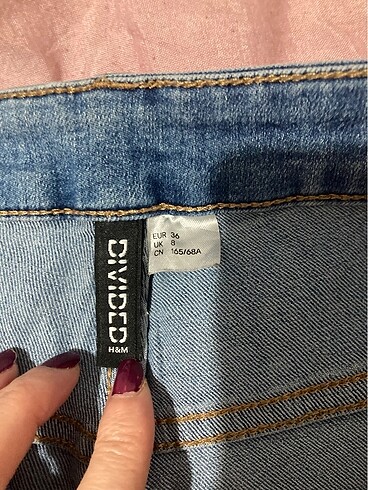 DIVIDED
H&M
EUR 36
UK 8
CN 165/68A